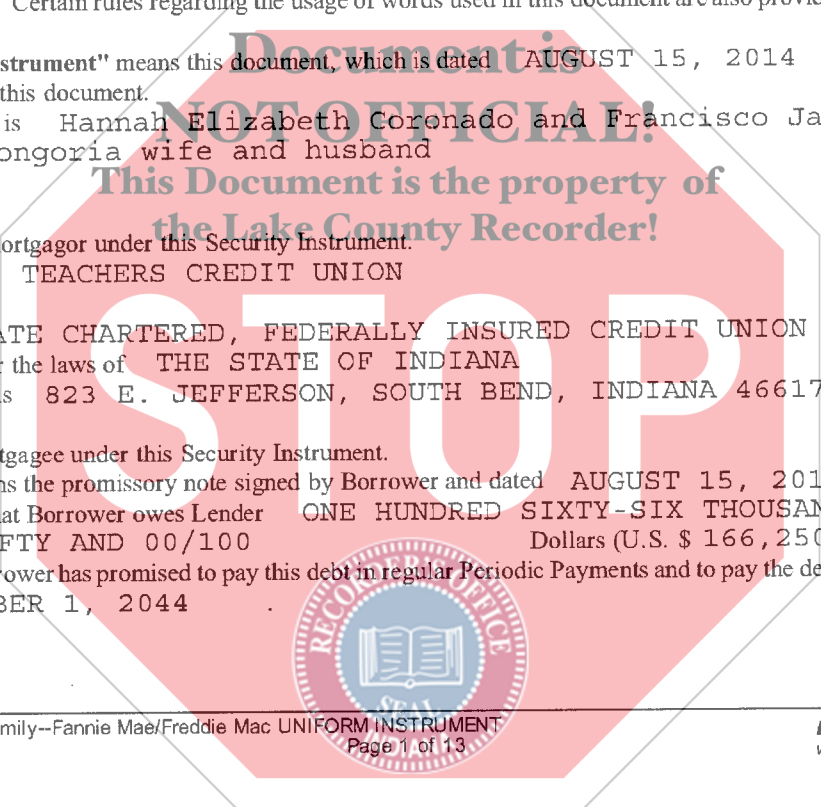 Certain rules regarding the usage of words used in this document are also provi
strument" means this document, which is dated AUGUST 15, 2014
this document.
is Hannah Elizabeth Coronado and Francisco Ja
ongoria wife and husband
ortgagor under this Security Instrument.
TEACHERS CREDIT UNION
ATE CHARTERED, FEDERALLY INSURED CREDIT UNION
the laws of THE STATE OF INDIANA
s 823 E. JEFFERSON, SOUTH BEND, INDIANA 46617
tgagee under this Security Instrument.
ns the promissory note signed by Borrower and dated AUGUST 15, 201
at Borrower owes Lender ONE HUNDRED SIXTY-SIX THOUSAN
FTY AND 00/100 Dollars (U.S. $ 166,250
rower has promised to pay this debt in regular Periodic Payments and to pay the de
BER 1, 2044 .
mily--Fannie Mae/Freddie Mac UNIFORM INSTRUMENT
Page 1 of 13
Document is
NOT OFFICIAL!
This Document is the property of
the Lake County Recorder!
STOP
RECORDER'S OFFICE
SEAL
INDIANA